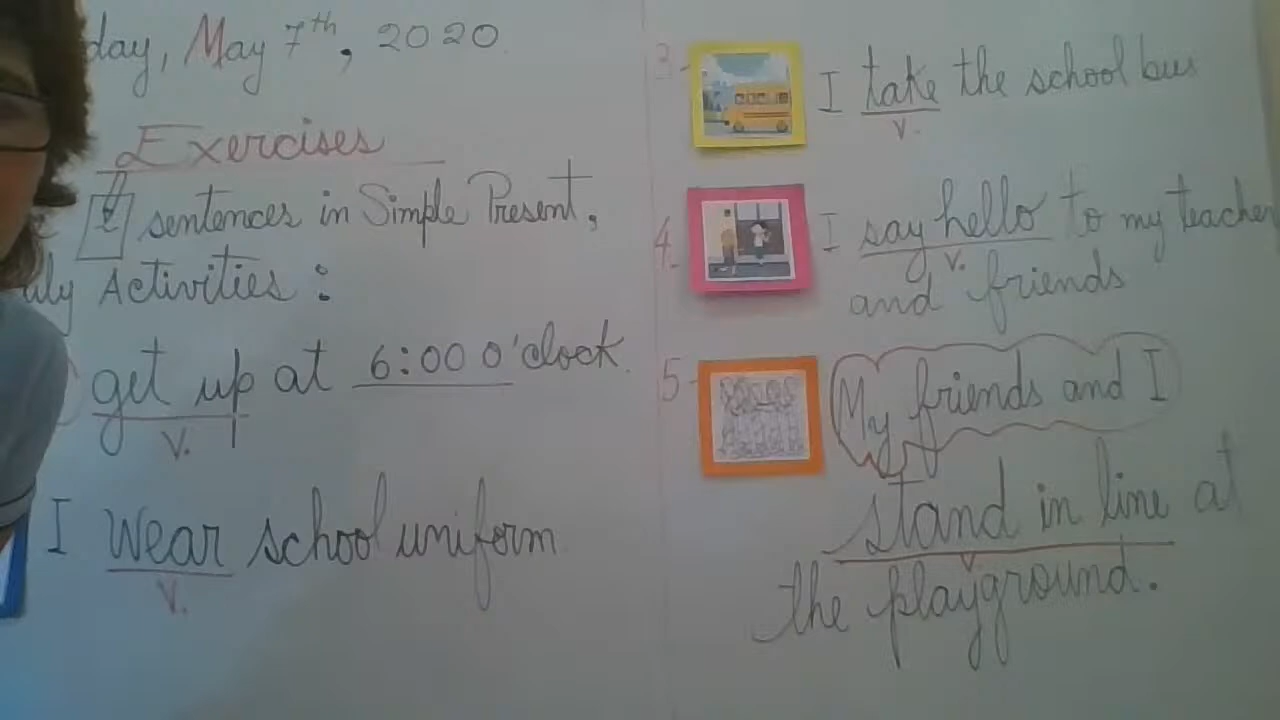 day, May 7th, 2020
Exercises
sentences in Simple Present,
Activities :
get up at 6:00 o'clock.
V.
I wear school uniform
V.
3-
I take the school bus
V.
4-
I say hello to my teacher
V.
and friends
5-
My friends and I
stand in line at
V
the playground.